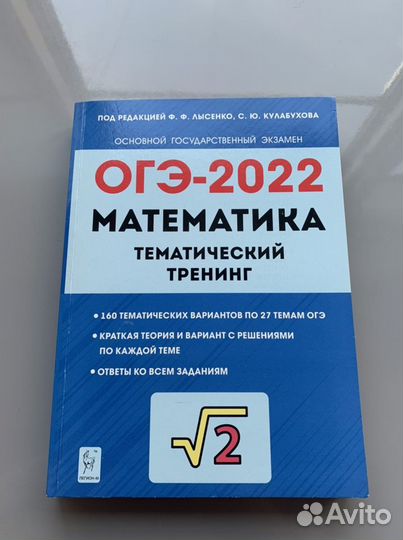 ПОД РЕДАКЦИЕЙ Ф. Ф. ЛЫСЕНКО, С. Ю. КУЛАБУХОВА
ОСНОВНОЙ ГОСУДАРСТВЕННЫЙ ЭКЗАМЕН
ОГЭ-2022
МАТЕМАТИКА
ТЕМАТИЧЕСКИЙ
ТРЕНИНГ
• 160 ТЕМАТИЧЕСКИХ ВАРИАНТОВ ПО 27 ТЕМАМ ОГЭ
• КРАТКАЯ ТЕОРИЯ И ВАРИАНТ С РЕШЕНИЯМИ
ПО КАЖДОЙ ТЕМЕ
• ОТВЕТЫ КО ВСЕМ ЗАДАНИЯМ
√2
ЛЕГИОН-М
Avito